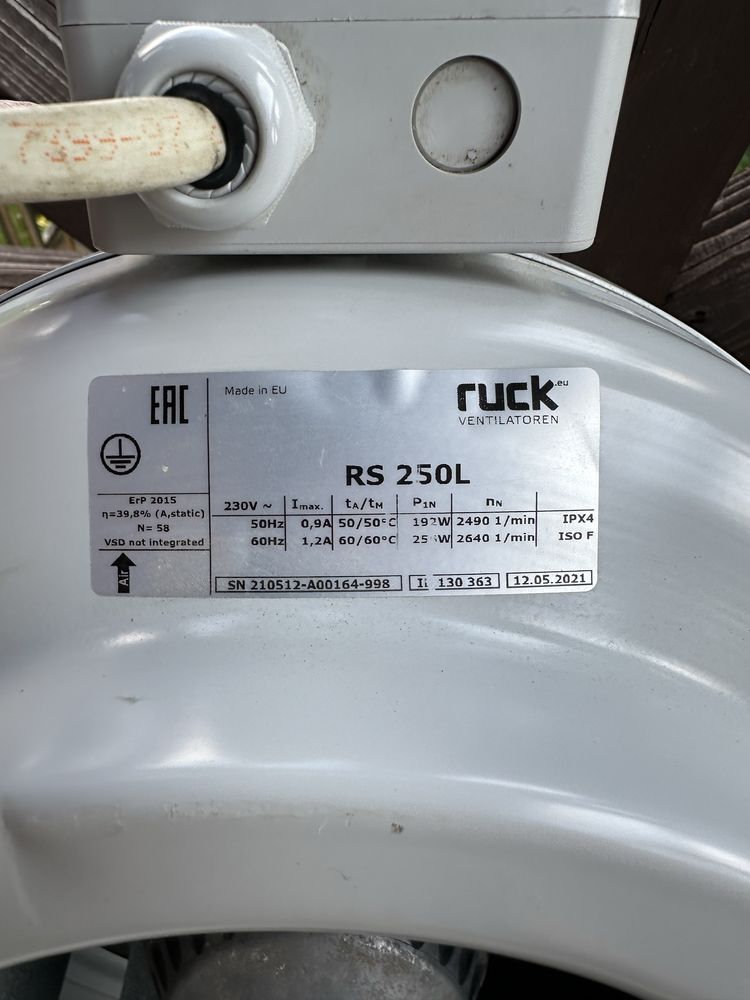 EAC
Made in EU
ruck.eu
VENTILATOREN
RS 250L
ErP 2015
η=39,8% (A,static)
N= 58
VSD not integrated
230V ~ Imax. tA/tM P1N nN
50Hz 0,9A 50/50°C 2490 1/min IPX4
60Hz 1,2A 60/60°C 2640 1/min ISO F
Air
SN 210512-A00164-998 130 363 12.05.2021